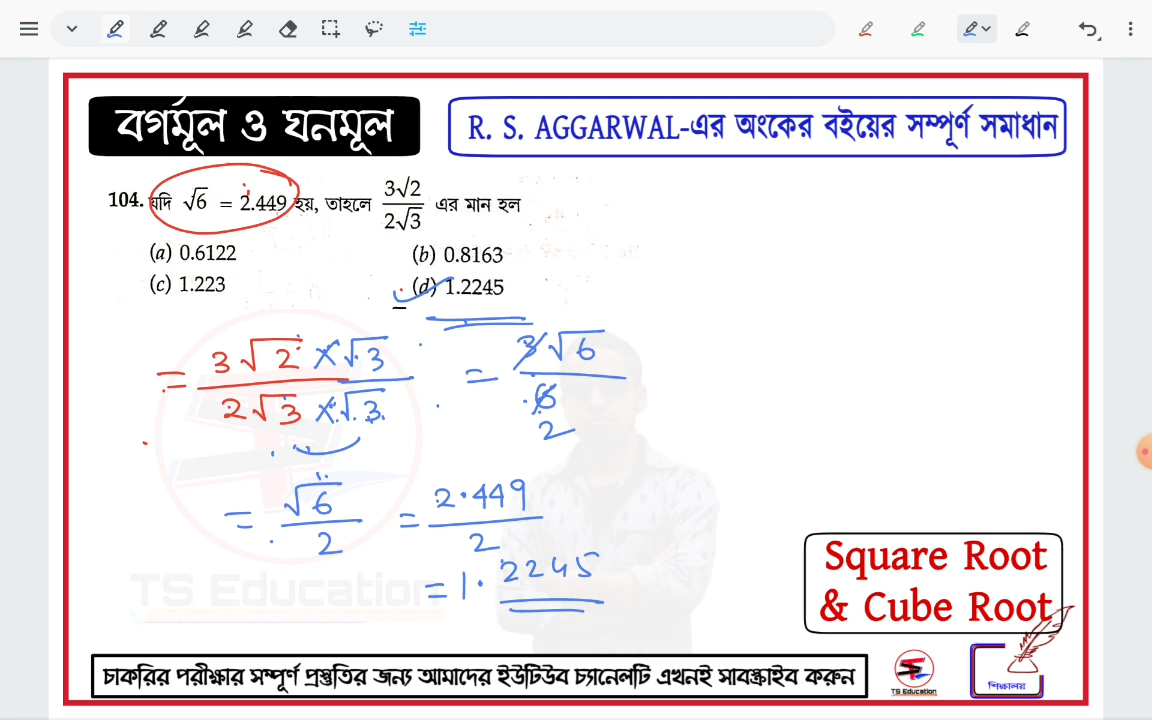 বর্গমূল ও ঘনমূল
R. S. AGGARWAL-এর অংকের বইয়ের সম্পূর্ণ সমাধান
104. যদি √6 = 2.449 হয়, তাহলে 3√2 / 2√3 এর মান হল
(a) 0.6122 (b) 0.8163
(c) 1.223 (d) 1.2245
= 3√2 × √3 / 2√3 × √3 = 3√6 / 6
2
= √6 / 2 = 2.449 / 2
= 1.2245
TS Education
Square Root
& Cube Root
চাকরির পরীক্ষার সম্পূর্ণ প্রস্তুতির জন্য আমাদের ইউটিউব চ্যানেলটি এখনই সাবস্ক্রাইব করুন
TS Education
শিক্ষালয়